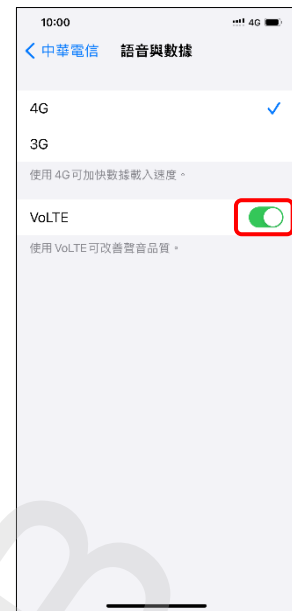 10:00 4G
中華電信 語音與數據
4G
3G
使用 4G 可加快數據載入速度。
VoLTE
使用 VoLTE 可改善聲音品質。